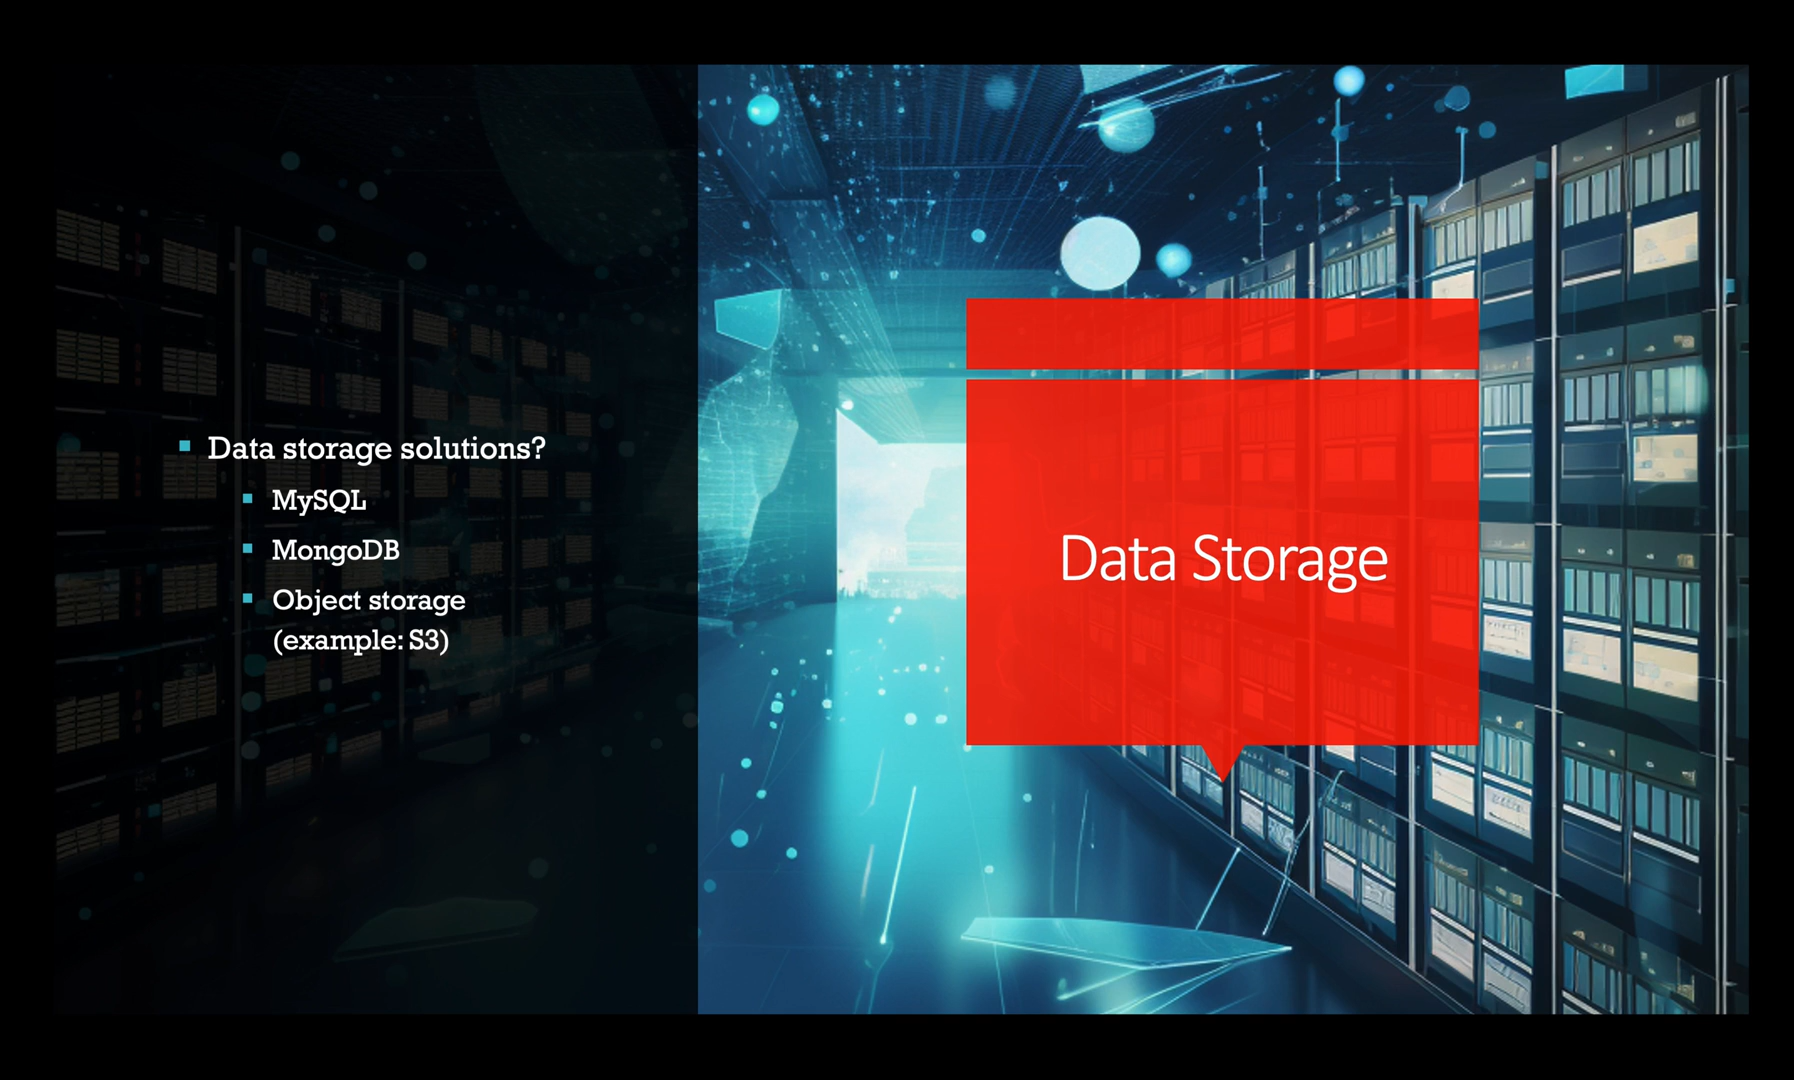 Data storage solutions?
MySQL
MongoDB
Object storage
(example: S3)
Data Storage